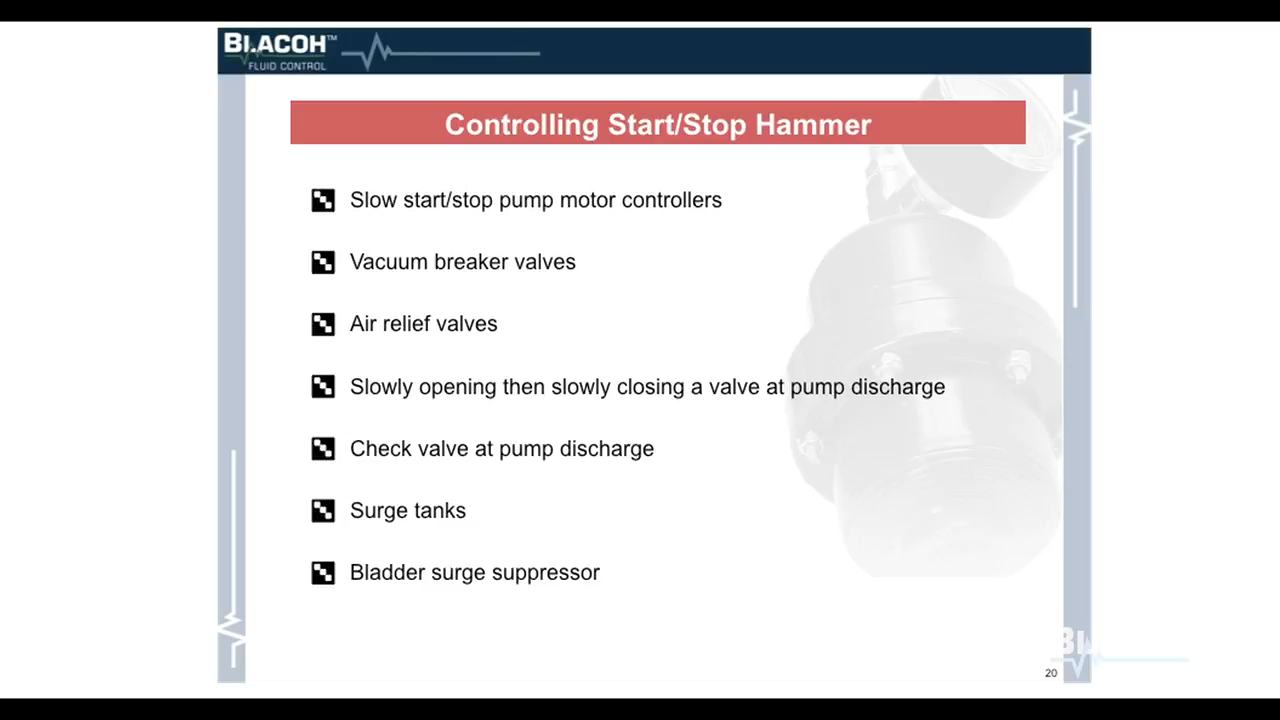 BLACOH™
FLUID CONTROL
Controlling Start/Stop Hammer
Slow start/stop pump motor controllers
Vacuum breaker valves
Air relief valves
Slowly opening then slowly closing a valve at pump discharge
Check valve at pump discharge
Surge tanks
Bladder surge suppressor
20